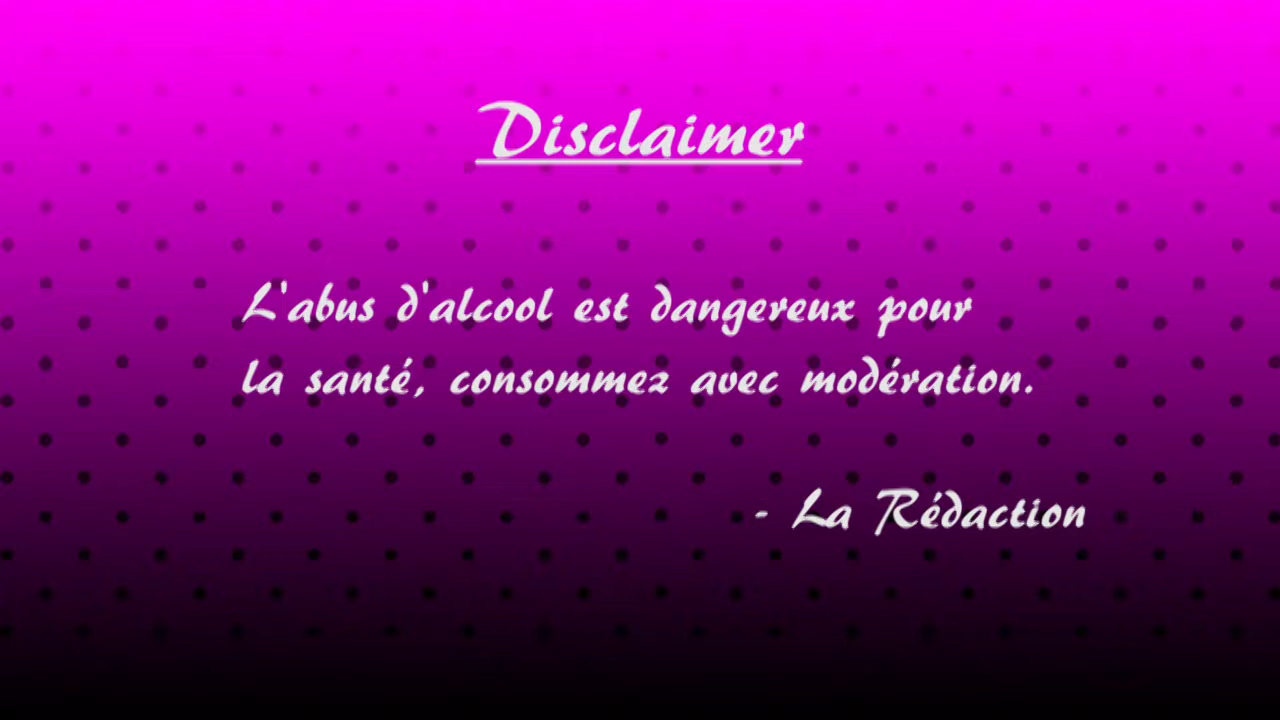 Disclaimer
L'abus d'alcool est dangereux pour
la santé, consommez avec modération.
- La Rédaction